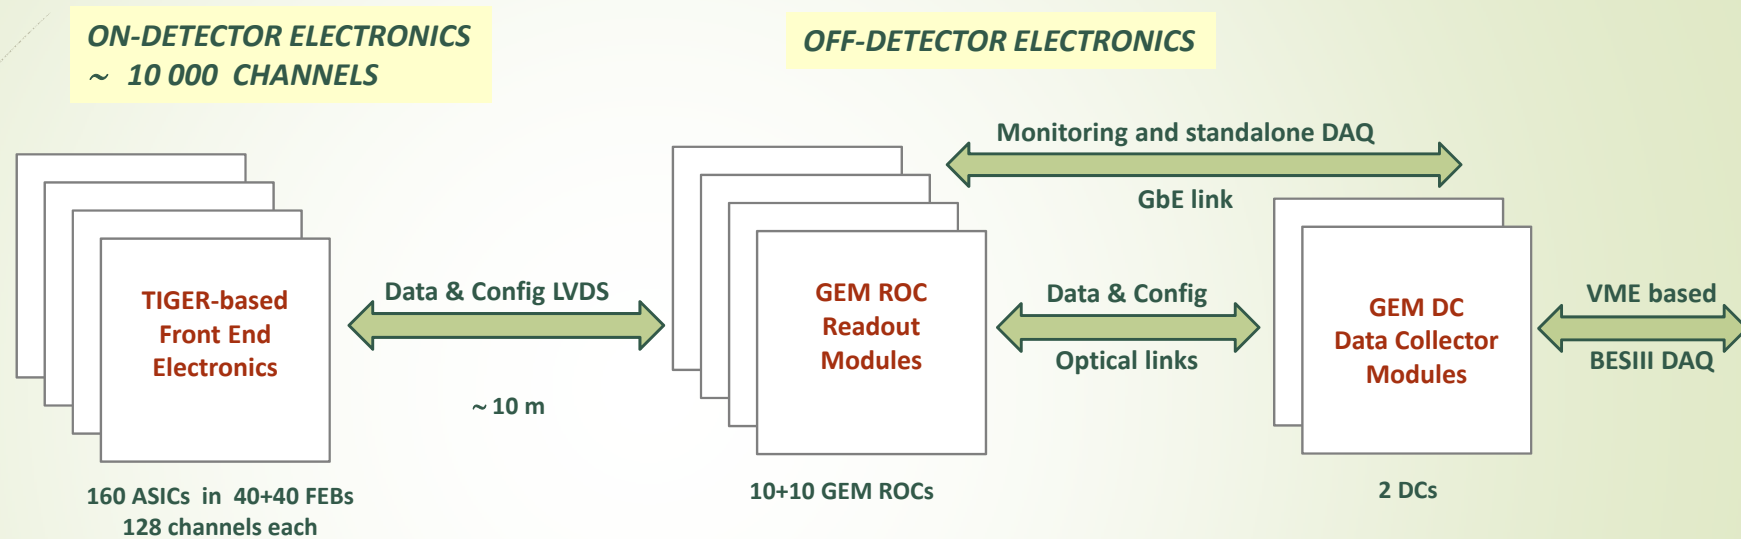 ON-DETECTOR ELECTRONICS
~ 10 000 CHANNELS
OFF-DETECTOR ELECTRONICS
Monitoring and standalone DAQ
GbE link
TIGER-based
Front End
Electronics
Data & Config LVDS
~ 10 m
GEM ROC
Readout
Modules
Data & Config
Optical links
GEM DC
Data Collector
Modules
VME based
BESIII DAQ
160 ASICs in 40+40 FEBs
128 channels each
10+10 GEM ROCs
2 DCs